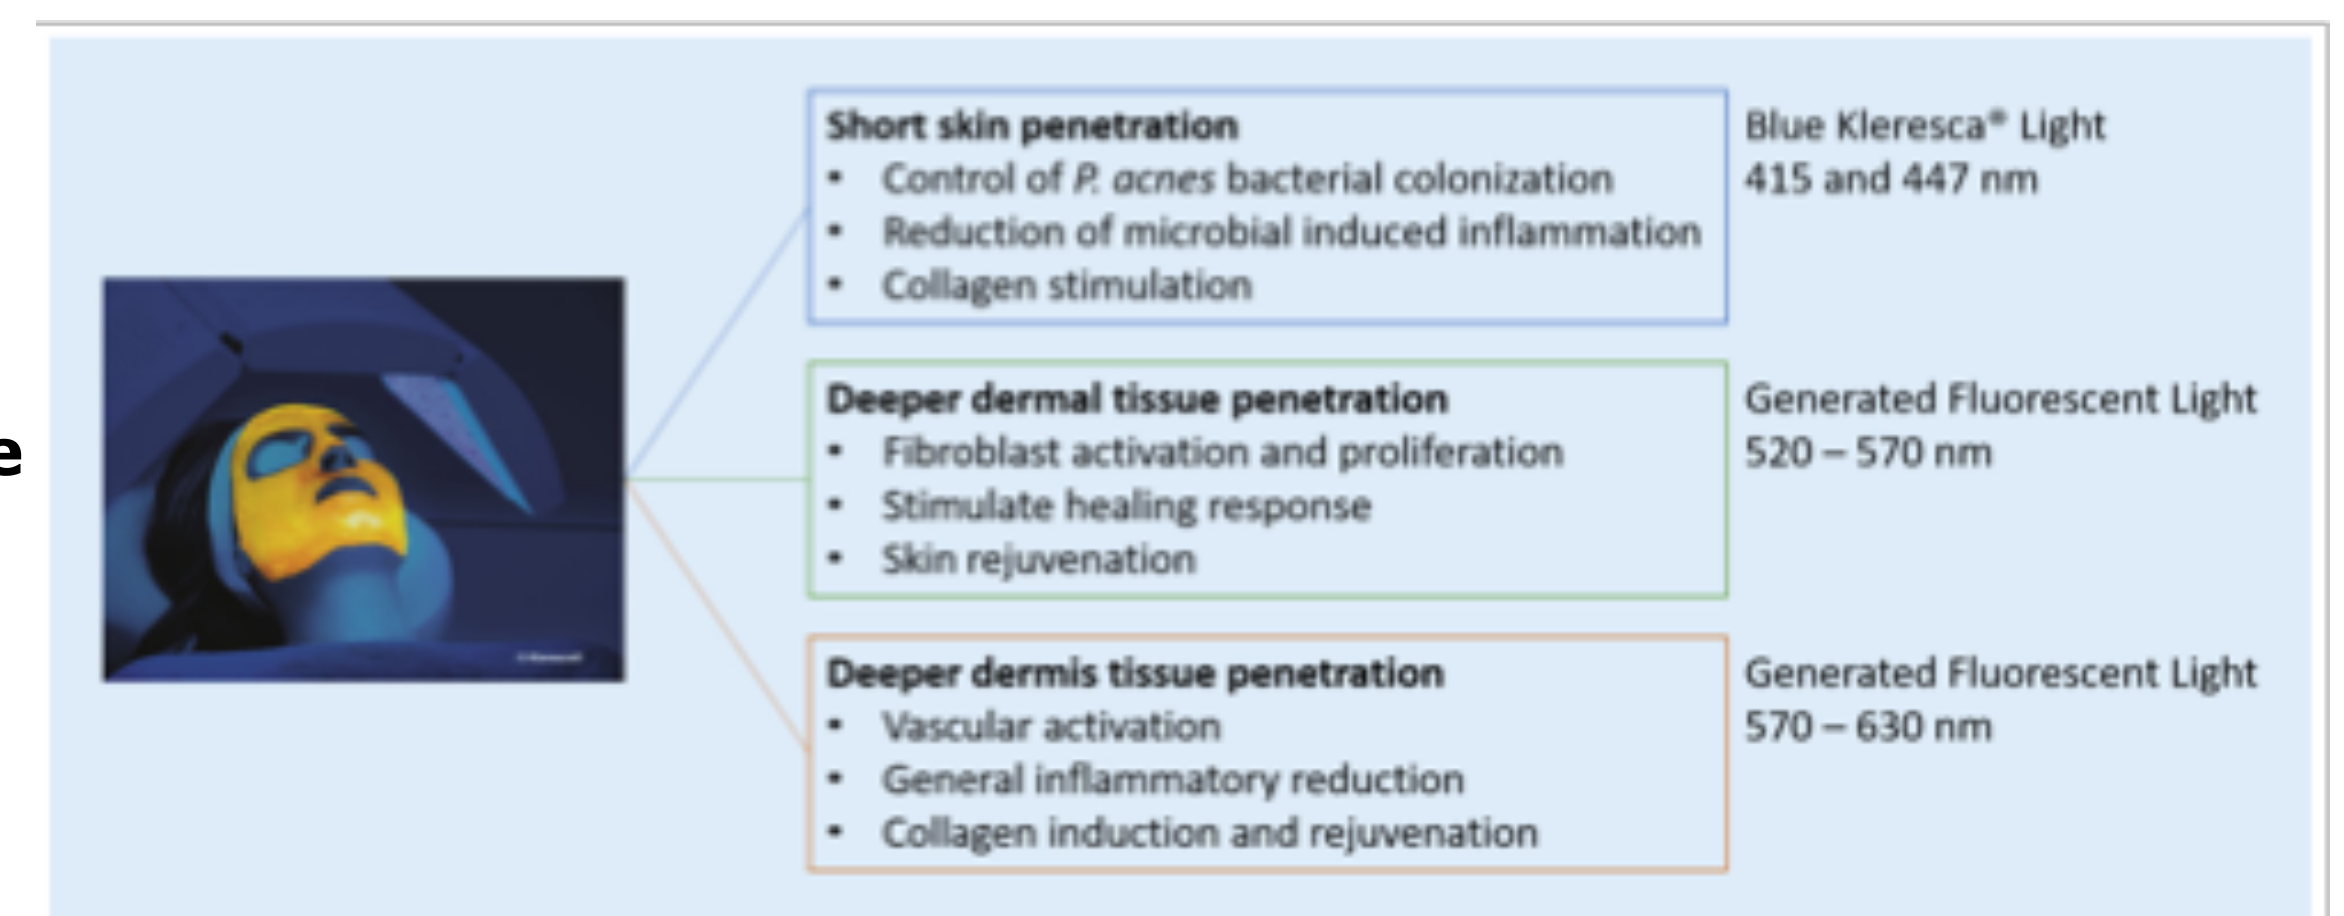 Short skin penetration
• Control of P. acnes bacterial colonization
• Reduction of microbial induced inflammation
• Collagen stimulation
Blue Kleresca® Light
415 and 447 nm
e
Deeper dermal tissue penetration
• Fibroblast activation and proliferation
• Stimulate healing response
• Skin rejuvenation
Generated Fluorescent Light
520 – 570 nm
Deeper dermis tissue penetration
• Vascular activation
• General inflammatory reduction
• Collagen induction and rejuvenation
Generated Fluorescent Light
570 – 630 nm